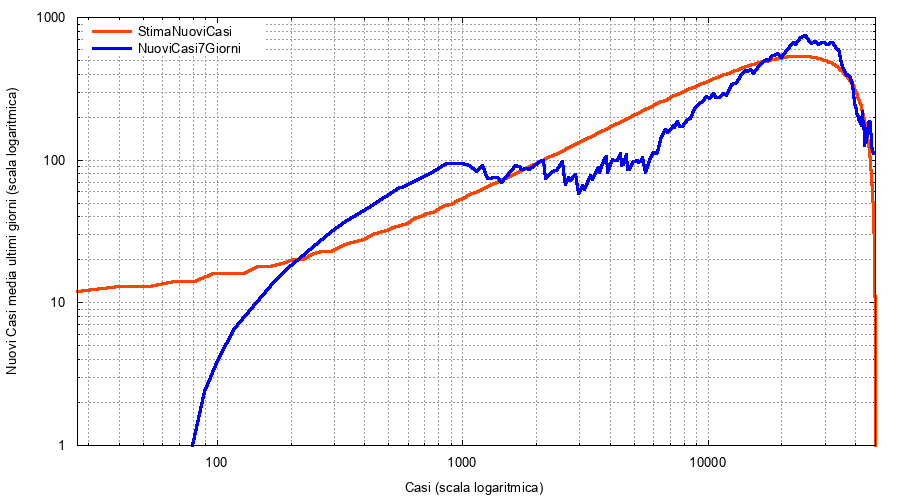 1000
StimaNuoviCasi
NuoviCasi7Giorni
100
10
1
Nuovi Casi media ultimi giorni (scala logaritmica)
100 1000 10000
Casi (scala logaritmica)